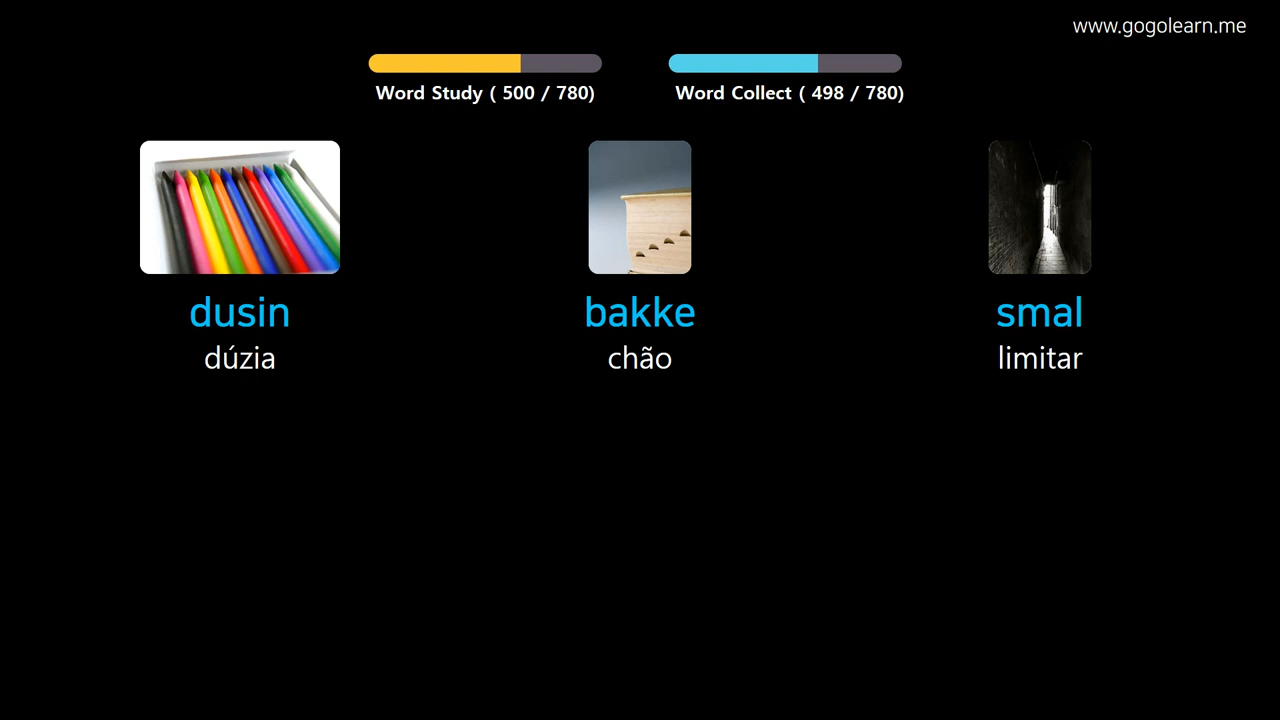 www.gogolearn.me
Word Study ( 500 / 780)
Word Collect ( 498 / 780)
dusin
bakke
smal
dúzia
chão
limitar